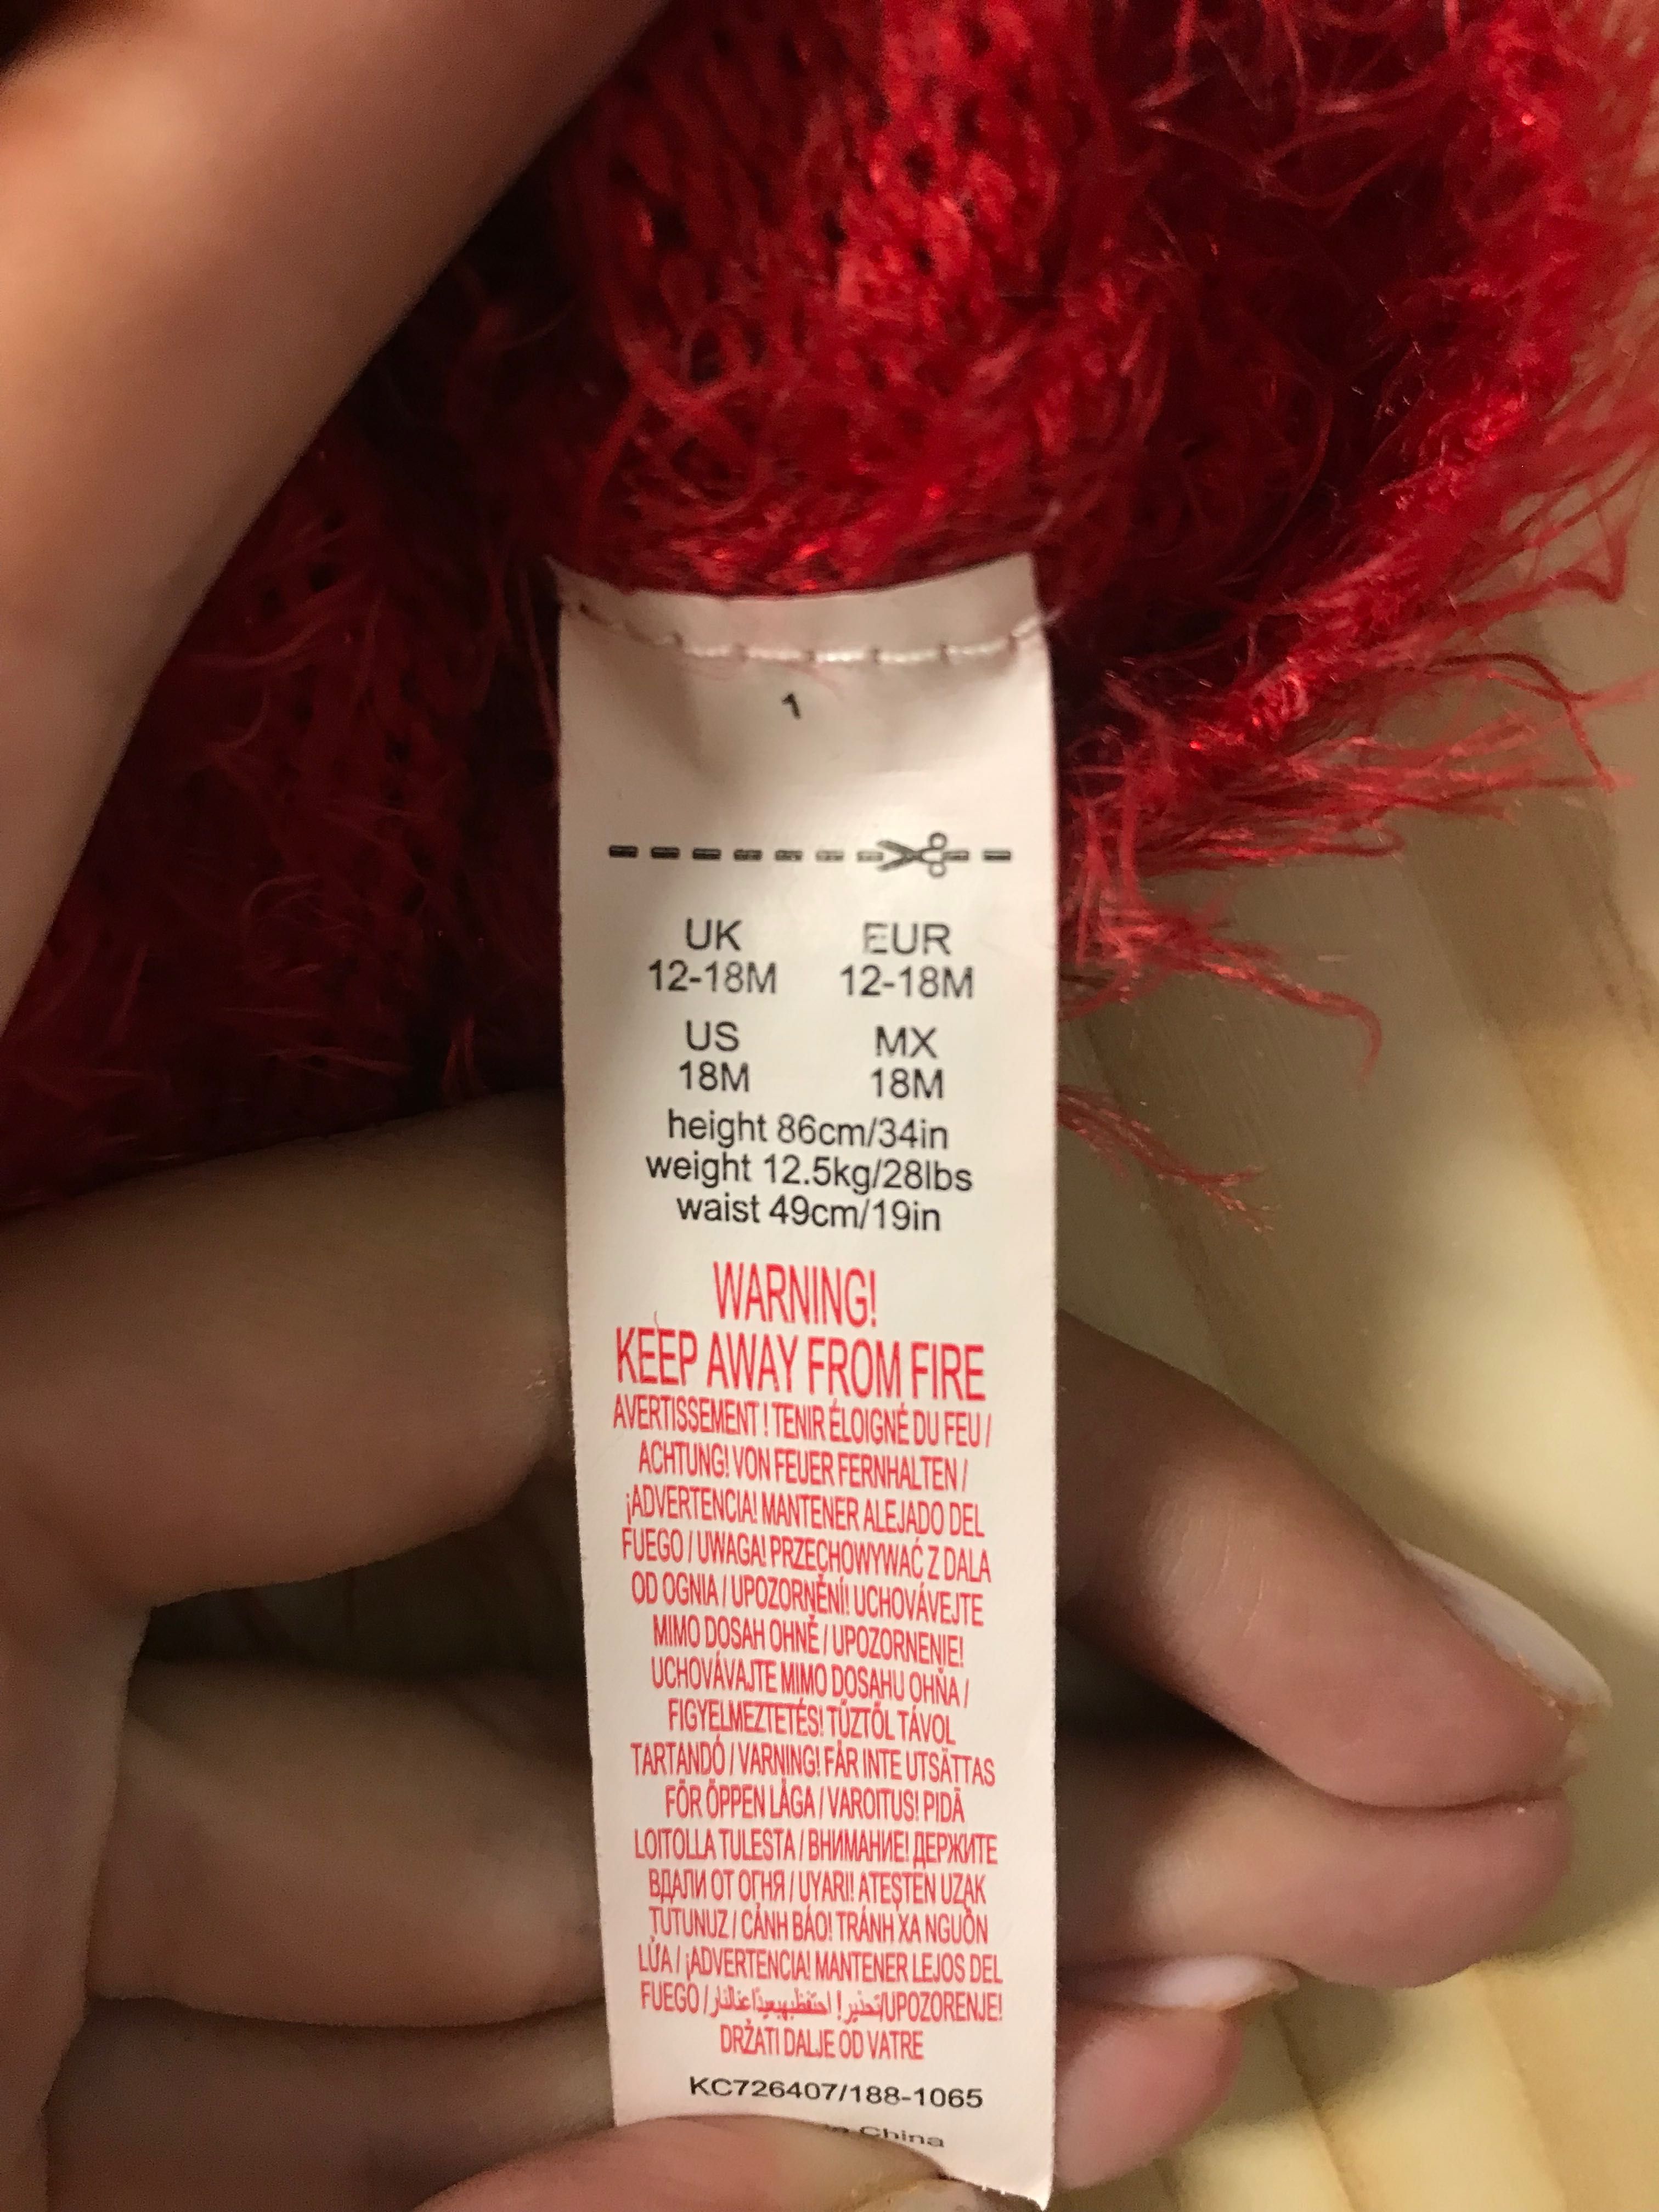 1
UK EUR
12-18M 12-18M
US MX
18M 18M
height 86cm/34in
weight 12.5kg/28lbs
waist 49cm/19in
WARNING!
KEEP AWAY FROM FIRE
AVERTISSEMENT ! TENIR ÉLOIGNÉ DU FEU /
ACHTUNG! VON FEUER FERNHALTEN /
¡ADVERTENCIA! MANTENER ALEJADO DEL
FUEGO / UWAGA! PRZECHOWYWAĆ Z DALA
OD OGNIA / UPOZORNĚNÍ! UCHOVÁVEJTE
MIMO DOSAH OHNĚ / UPOZORNENIE!
UCHOVÁVAJTE MIMO DOSAHU OHŇA /
FIGYELMEZTETÉS! TŰZTŐL TÁVOL
TARTANDÓ / VARNING! FÅR INTE UTSÄTTAS
FÖR ÖPPEN LÅGA / VAROITUS! PIDÄ
LOITOLLA TULESTA / ВНИМАНИЕ! ДЕРЖИТЕ
ВДАЛИ ОТ ОГНЯ / UYARI! ATEŞTEN UZAK
TUTUNUZ / CẢNH BÁO! TRÁNH XA NGUỒN
LỬA / ¡ADVERTENCIA! MANTENER LEJOS DEL
FUEGO / تحذير! احتفظ به بعيدا عن النار/UPOZORENJE!
DRŽATI DALJE OD VATRE
KC726407/188-1065
China